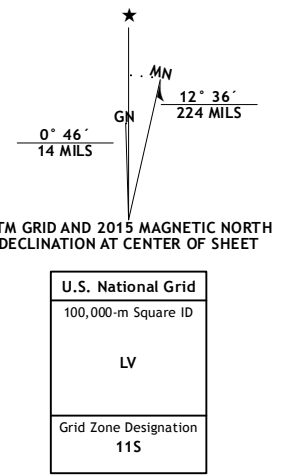 MN
GN
12° 36´
224 MILS
0° 46´
14 MILS
TM GRID AND 2015 MAGNETIC NORTH
DECLINATION AT CENTER OF SHEET
U.S. National Grid
100,000-m Square ID
LV
Grid Zone Designation
11S